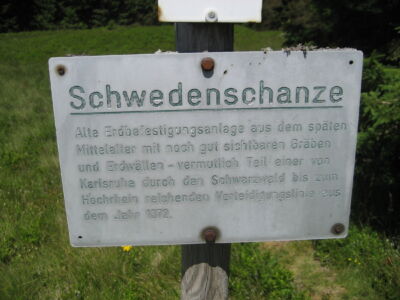 Schwedenschanze
Alte Erdbefestigungsanlage aus dem späten
Mittelalter mit noch gut sichtbaren Gräben
und Erdwällen - vermutlich Teil einer von
Karlsruhe durch den Schwarzwald bis zum
Hochrhein reichenden Verteidigungslinie aus
dem Jahr